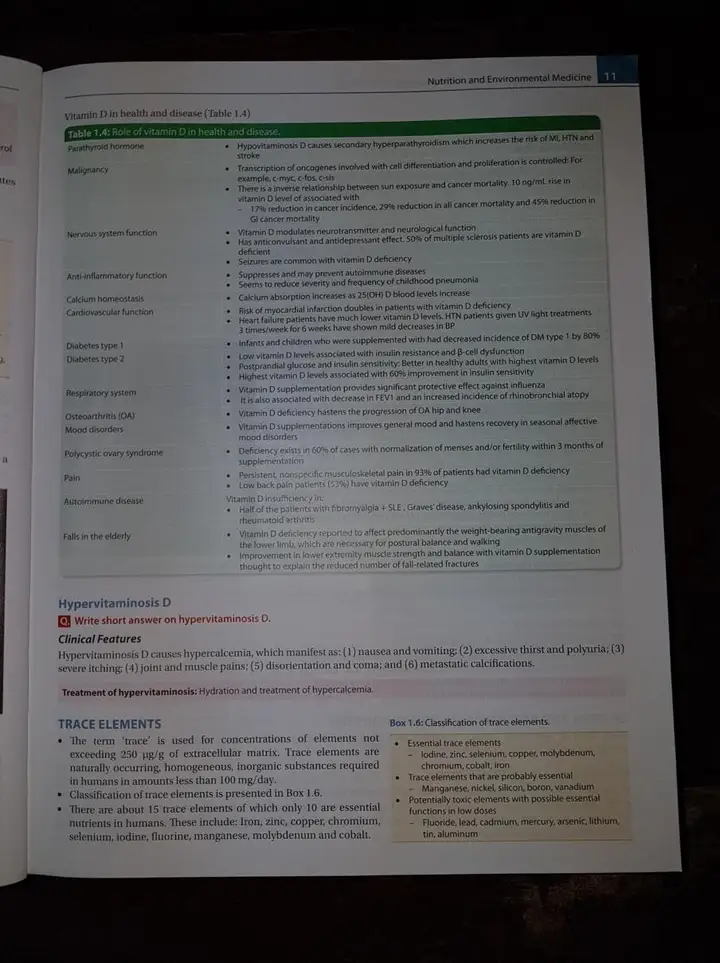 Nutrition and Environmental Medicine 11
Vitamin D in health and disease (Table 1.4)
Table 1.4: Role of vitamin D in health and disease.
Parathyroid hormone
• Hypovitaminosis D causes secondary hyperparathyroidism which increases the risk of MI, HTN and
stroke
Malignancy
• Transcription of oncogenes involved with cell differentiation and proliferation is controlled: For
example, c-myc, c-fos, c-sis
• There is a inverse relationship between sun exposure and cancer mortality. 10 ng/mL rise in
vitamin D level of associated with
– 17% reduction in cancer incidence, 29% reduction in all cancer mortality and 45% reduction in
GI cancer mortality
Nervous system function
• Vitamin D modulates neurotransmitter and neurological function
• Has anticonvulsant and antidepressant effect. 50% of multiple sclerosis patients are vitamin D
deficient
• Seizures are common with vitamin D deficiency
Anti-inflammatory function
• Suppresses and may prevent autoimmune diseases
• Seems to reduce severity and frequency of childhood pneumonia
Calcium homeostasis
• Calcium absorption increases as 25(OH) D blood levels increase
Cardiovascular function
• Risk of myocardial infarction doubles in patients with vitamin D deficiency
• Heart failure patients have much lower vitamin D levels. HTN patients given UV light treatments
3 times/week for 6 weeks have shown mild decreases in BP
Diabetes type 1
• Infants and children who were supplemented with had decreased incidence of DM type 1 by 80%
Diabetes type 2
• Low vitamin D levels associated with insulin resistance and β-cell dysfunction
• Postprandial glucose and insulin sensitivity: Better in healthy adults with highest vitamin D levels
• Highest vitamin D levels associated with 60% improvement in insulin sensitivity
Respiratory system
• Vitamin D supplementation provides significant protective effect against influenza
• It is also associated with decrease in FEV1 and an increased incidence of rhinobronchial atopy
Osteoarthritis (OA)
• Vitamin D deficiency hastens the progression of OA hip and knee
Mood disorders
• Vitamin D supplementations improves general mood and hastens recovery in seasonal affective
mood disorders
Polycystic ovary syndrome
• Deficiency exists in 60% of cases with normalization of menses and/or fertility within 3 months of
supplementation
Pain
• Persistent, nonspecific musculoskeletal pain in 93% of patients had vitamin D deficiency
• Low back pain patients (53%) have vitamin D deficiency
Autoimmune disease
Vitamin D insufficiency in:
• Half of the patients with fibromyalgia + SLE, Graves' disease, ankylosing spondylitis and
rheumatoid arthritis
Falls in the elderly
• Vitamin D deficiency reported to affect predominantly the weight-bearing antigravity muscles of
the lower limb, which are necessary for postural balance and walking
• Improvement in lower extremity muscle strength and balance with vitamin D supplementation
thought to explain the reduced number of fall-related fractures
Hypervitaminosis D
Q. Write short answer on hypervitaminosis D.
Clinical Features
Hypervitaminosis D causes hypercalcemia, which manifest as: (1) nausea and vomiting; (2) excessive thirst and polyuria; (3)
severe itching; (4) joint and muscle pains; (5) disorientation and coma; and (6) metastatic calcifications.
Treatment of hypervitaminosis: Hydration and treatment of hypercalcemia.
TRACE ELEMENTS
• The term 'trace' is used for concentrations of elements not
exceeding 250 µg/g of extracellular matrix. Trace elements are
naturally occurring, homogeneous, inorganic substances required
in humans in amounts less than 100 mg/day.
• Classification of trace elements is presented in Box 1.6.
• There are about 15 trace elements of which only 10 are essential
nutrients in humans. These include: Iron, zinc, copper, chromium,
selenium, iodine, fluorine, manganese, molybdenum and cobalt.
Box 1.6: Classification of trace elements.
• Essential trace elements
– Iodine, zinc, selenium, copper, molybdenum,
chromium, cobalt, iron
• Trace elements that are probably essential
– Manganese, nickel, silicon, boron, vanadium
• Potentially toxic elements with possible essential
functions in low doses
– Fluoride, lead, cadmium, mercury, arsenic, lithium,
tin, aluminum